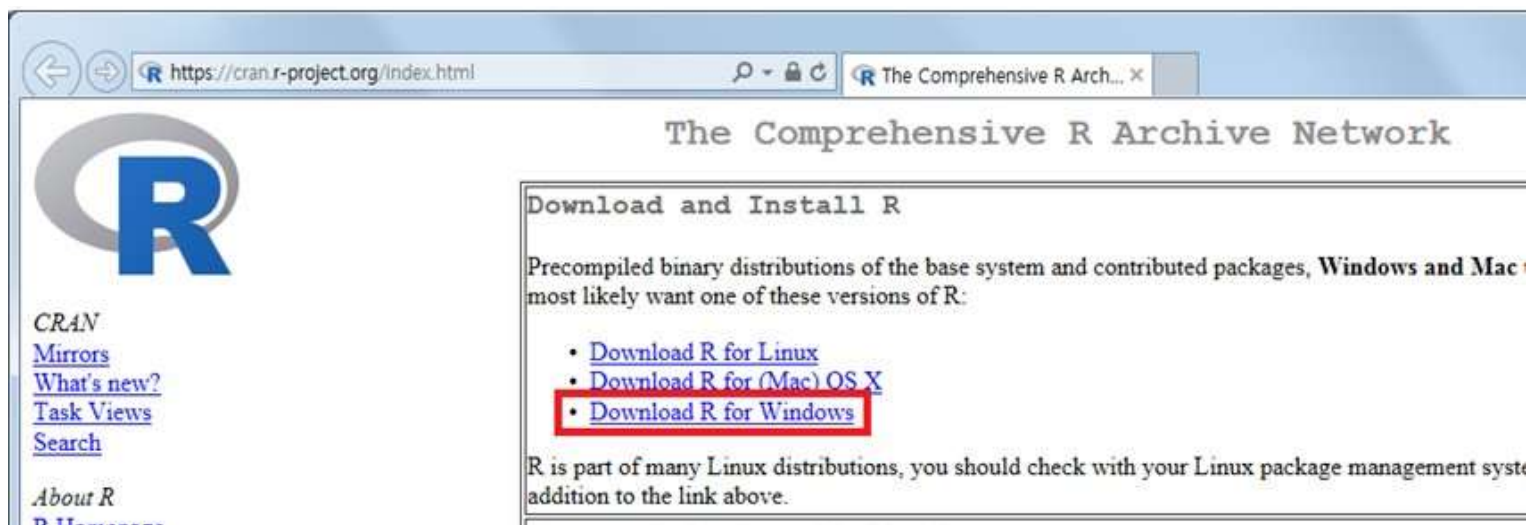 https://cran.r-project.org/index.html
The Comprehensive R Arch...
R
The Comprehensive R Archive Network
CRAN
Mirrors
What's new?
Task Views
Search
About R
R Homepage
Download and Install R
Precompiled binary distributions of the base system and contributed packages, Windows and Mac
most likely want one of these versions of R:
• Download R for Linux
• Download R for (Mac) OS X
• Download R for Windows
R is part of many Linux distributions, you should check with your Linux package management syste
addition to the link above.